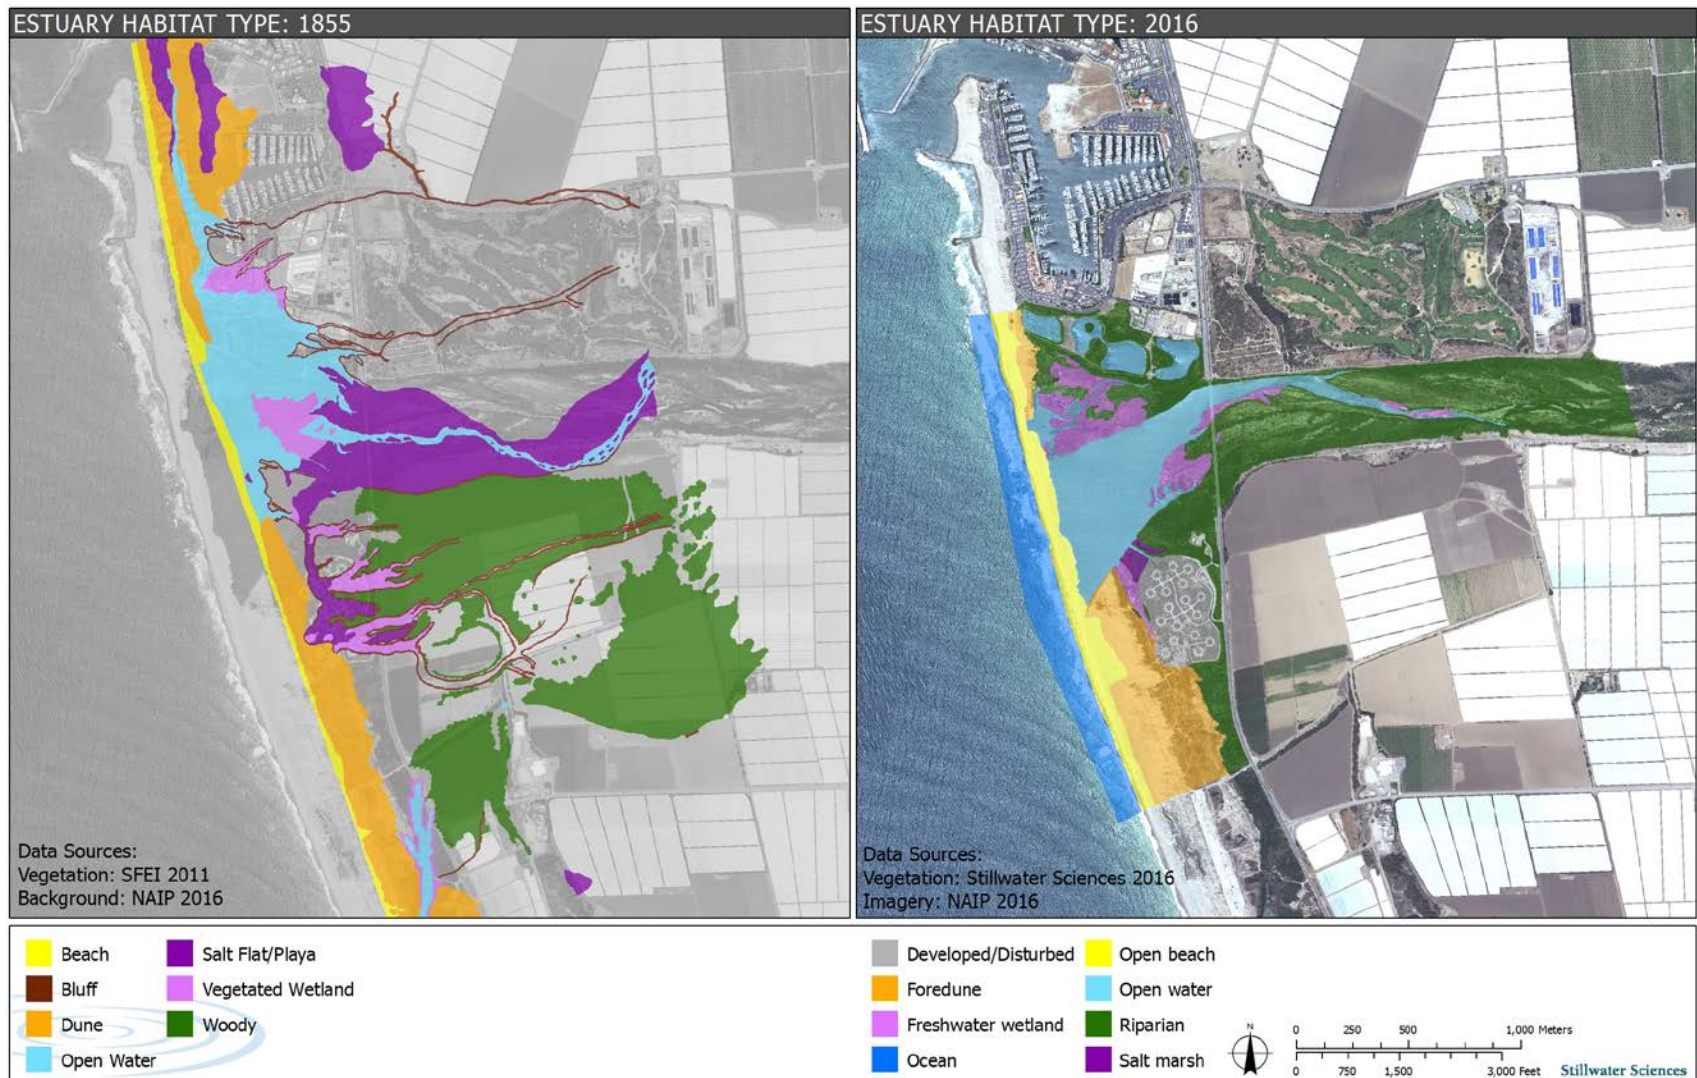 ESTUARY HABITAT TYPE: 1855
ESTUARY HABITAT TYPE: 2016
Data Sources:
Vegetation: SFEI 2011
Background: NAIP 2016
Data Sources:
Vegetation: Stillwater Sciences 2016
Imagery: NAIP 2016
Beach
Bluff
Dune
Open Water
Salt Flat/Playa
Vegetated Wetland
Woody
Developed/Disturbed
Foredune
Freshwater wetland
Ocean
Open beach
Open water
Riparian
Salt marsh
N
0 250 500 1,000 Meters
0 750 1,500 3,000 Feet
Stillwater Sciences